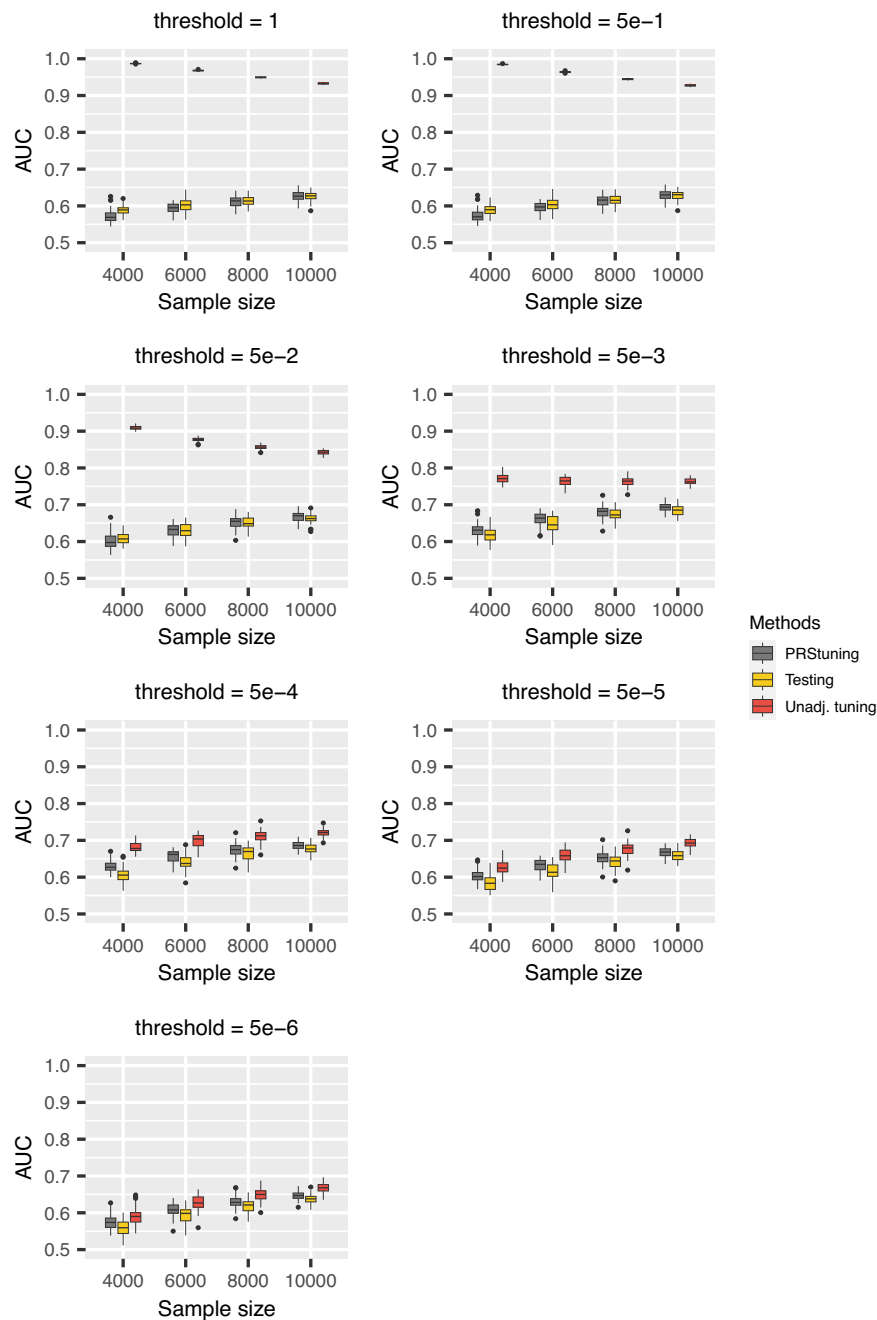 threshold = 1
1.0
0.9
0.8
0.7
0.6
0.5
AUC
4000 6000 8000 10000
Sample size
threshold = 5e−1
1.0
0.9
0.8
0.7
0.6
0.5
AUC
4000 6000 8000 10000
Sample size
threshold = 5e−2
1.0
0.9
0.8
0.7
0.6
0.5
AUC
4000 6000 8000 10000
Sample size
threshold = 5e−3
1.0
0.9
0.8
0.7
0.6
0.5
AUC
4000 6000 8000 10000
Sample size
Methods
PRStuning
Testing
Unadj. tuning
threshold = 5e−4
1.0
0.9
0.8
0.7
0.6
0.5
AUC
4000 6000 8000 10000
Sample size
threshold = 5e−5
1.0
0.9
0.8
0.7
0.6
0.5
AUC
4000 6000 8000 10000
Sample size
threshold = 5e−6
1.0
0.9
0.8
0.7
0.6
0.5
AUC
4000 6000 8000 10000
Sample size